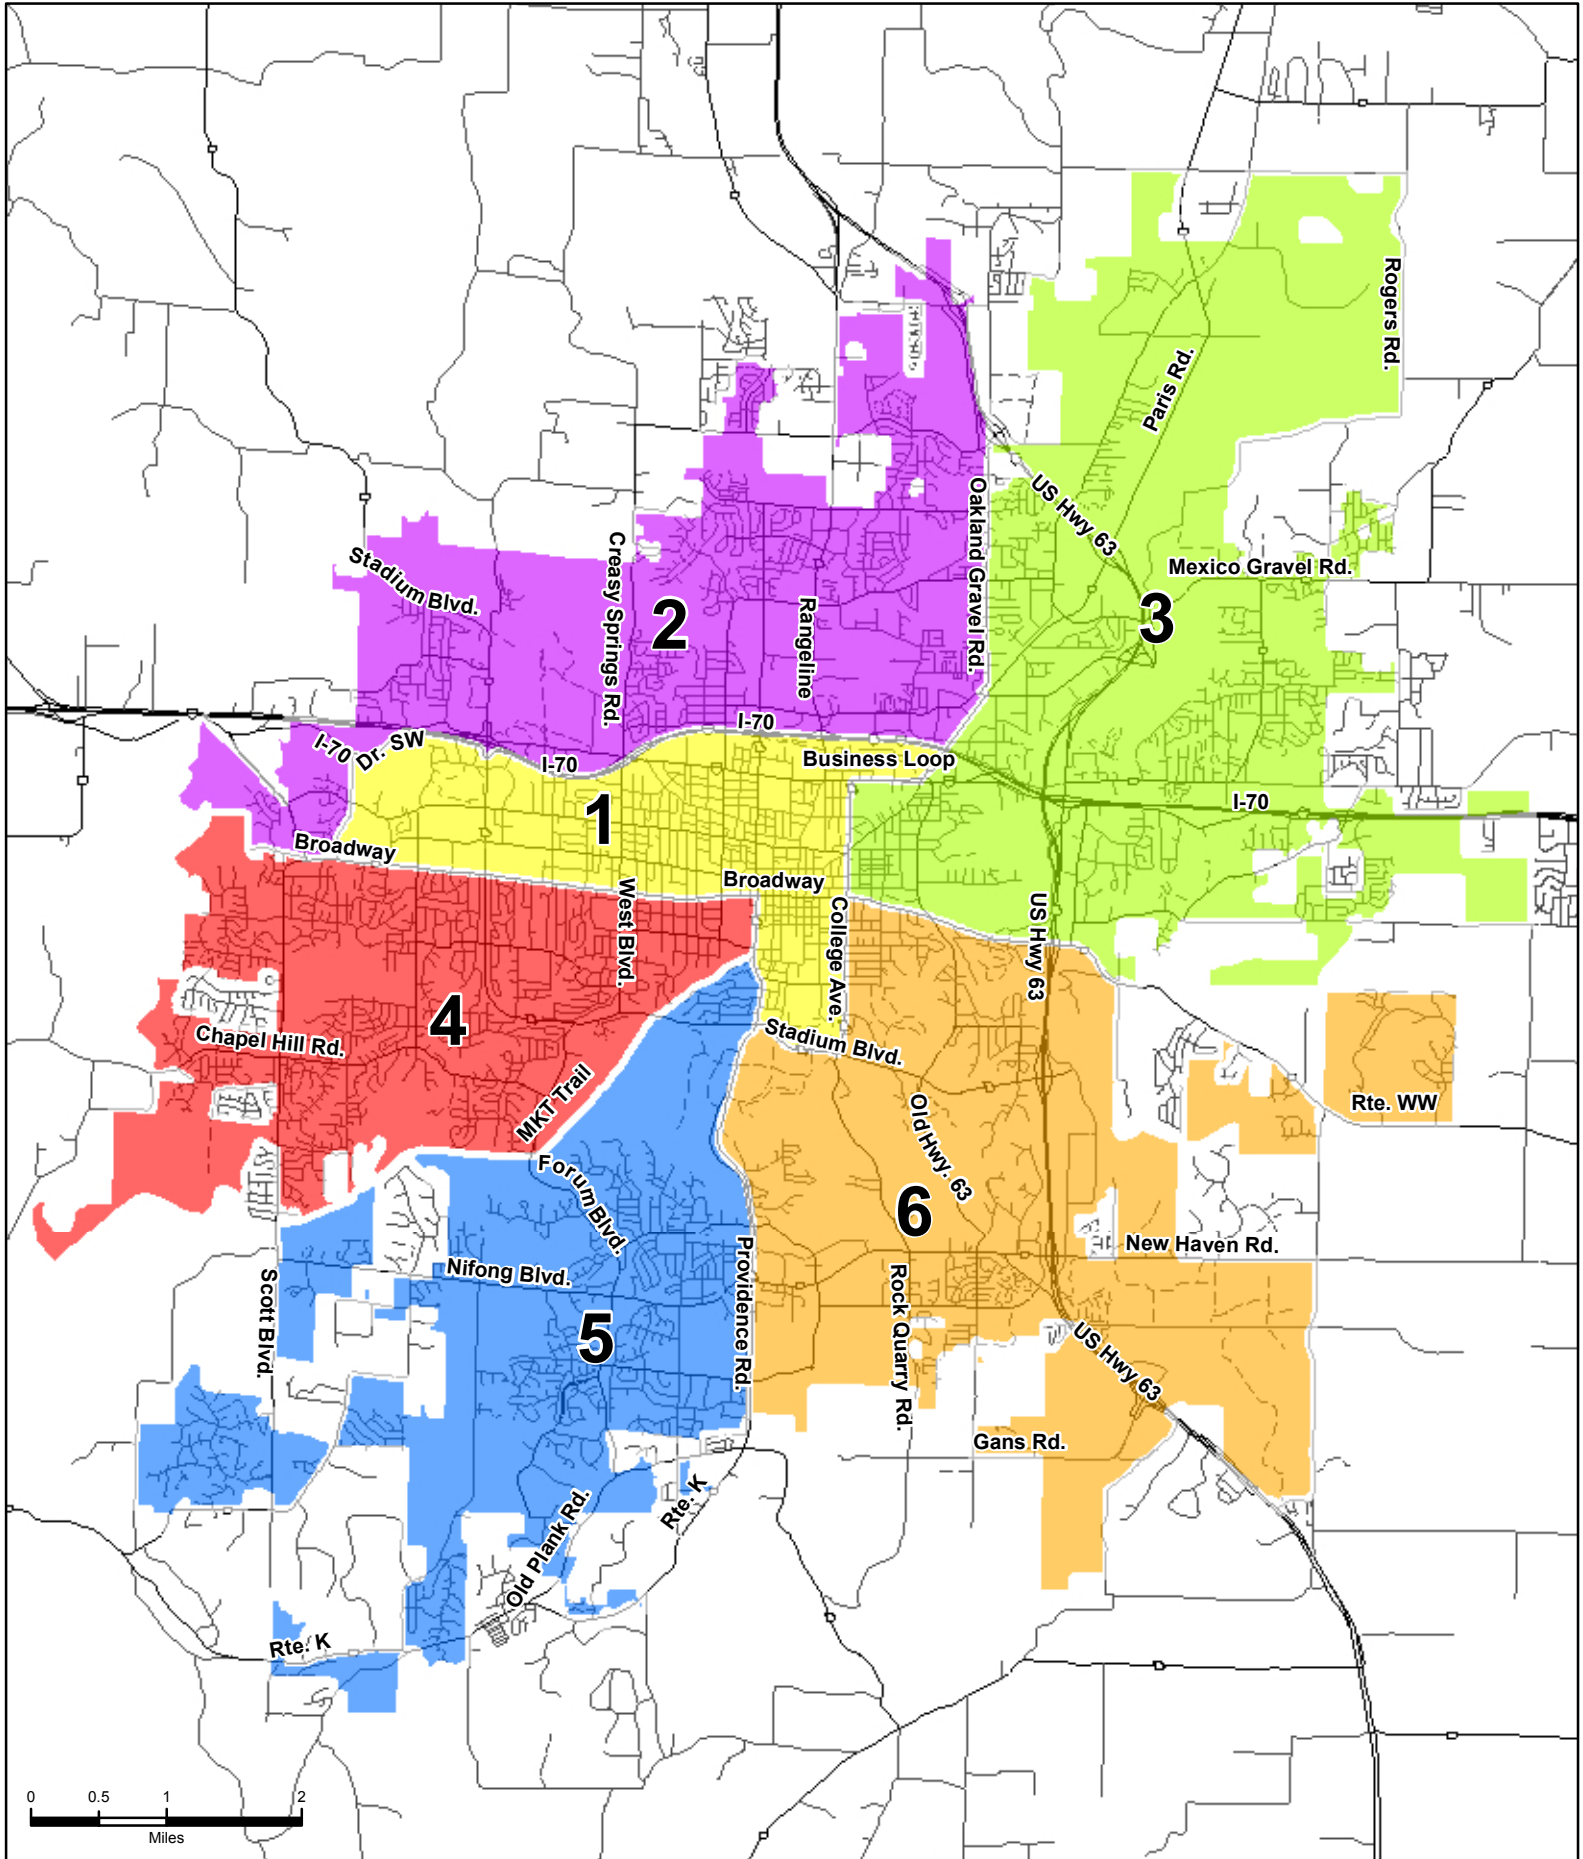 Rogers Rd.
Paris Rd.
US Hwy 63
Oakland Gravel Rd.
Mexico Gravel Rd.
Stadium Blvd.
Creasy Springs Rd.
2
Rangeline
3
I-70
I-70 Dr. SW
I-70
Business Loop
I-70
1
Broadway
Broadway
West Blvd.
College Ave.
US Hwy 63
4
Chapel Hill Rd.
Stadium Blvd.
MKT Trail
Old Hwy. 63
Rte. WW
Forum Blvd.
6
New Haven Rd.
Nifong Blvd.
Scott Blvd.
Providence Rd.
Rock Quarry Rd.
5
US Hwy 63
Gans Rd.
Rte. K
Old Plank Rd.
Rte. K
0 0.5 1 2
Miles